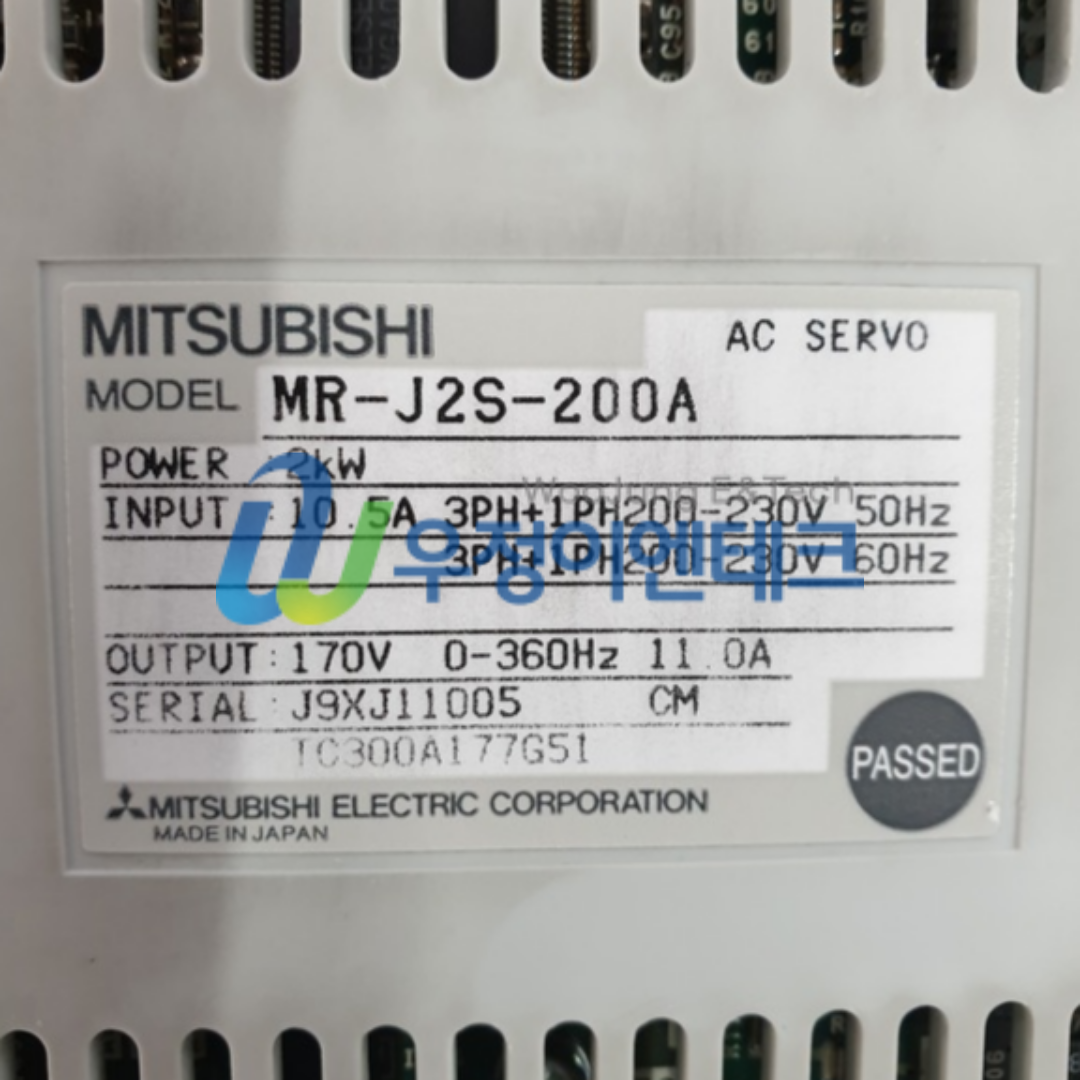 MITSUBISHI
AC SERVO
MODEL MR-J2S-200A
POWER : 2kW
WooJung E&Tech
INPUT : 10.5A 3PH+1PH200-230V 50Hz
3PH+1PH200-230V 60Hz
우정이엔테크
OUTPUT : 170V 0-360Hz 11.0A
SERIAL : J9XJ11005 CM
TC300A177G51
PASSED
MITSUBISHI ELECTRIC CORPORATION
MADE IN JAPAN